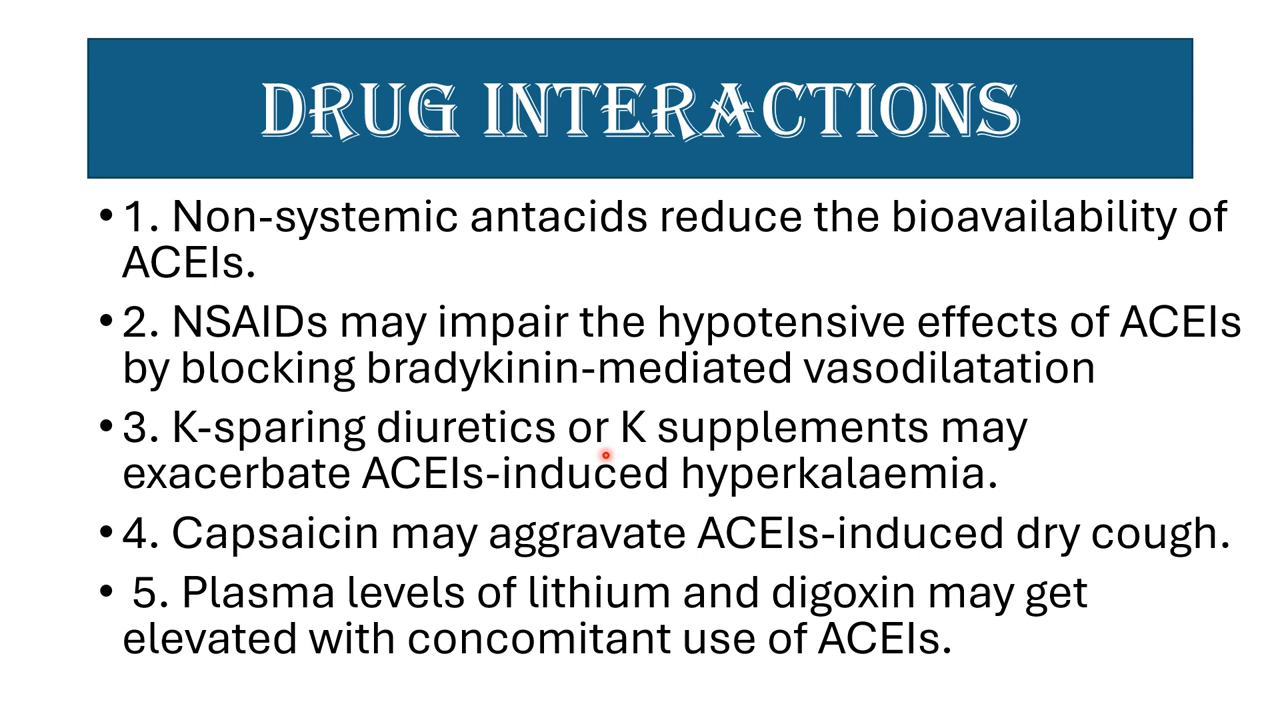 DRUG INTERACTIONS
• 1. Non-systemic antacids reduce the bioavailability of
ACEIs.
• 2. NSAIDs may impair the hypotensive effects of ACEIs
by blocking bradykinin-mediated vasodilatation
• 3. K-sparing diuretics or K supplements may
exacerbate ACEIs-induced hyperkalaemia.
• 4. Capsaicin may aggravate ACEIs-induced dry cough.
• 5. Plasma levels of lithium and digoxin may get
elevated with concomitant use of ACEIs.